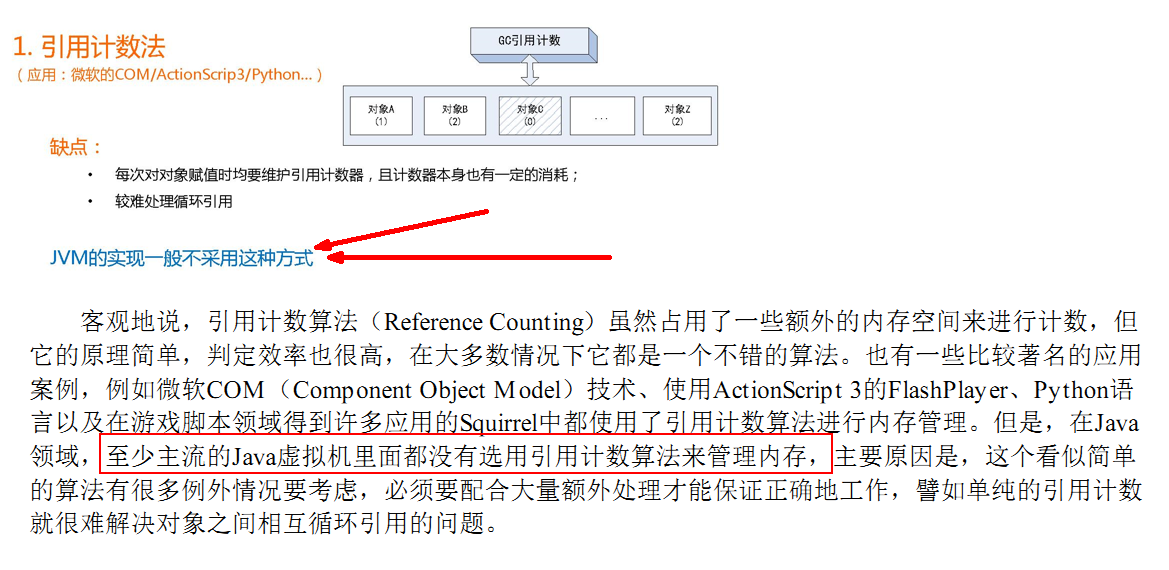 1. 引用计数法
（应用：微软的COM/ActionScrip3/Python...）
GC引用计数
对象A
(1)
对象B
(2)
对象C
(0)
...
对象Z
(2)
缺点：
• 每次对对象赋值时均要维护引用计数器，且计数器本身也有一定的消耗；
• 较难处理循环引用
JVM的实现一般不采用这种方式
客观地说，引用计数算法（Reference Counting）虽然占用了一些额外的内存空间来进行计数，但
它的原理简单，判定效率也很高，在大多数情况下它都是一个不错的算法。也有一些比较著名的应用
案例，例如微软COM（Component Object Model）技术、使用ActionScript 3的FlashPlayer、Python语
言以及在游戏脚本领域得到许多应用的Squirrel中都使用了引用计数算法进行内存管理。但是，在Java
领域，至少主流的Java虚拟机里面都没有选用引用计数算法来管理内存，主要原因是，这个看似简单
的算法有很多例外情况要考虑，必须要配合大量额外处理才能保证正确地工作，譬如单纯的引用计数
就很难解决对象之间相互循环引用的问题。